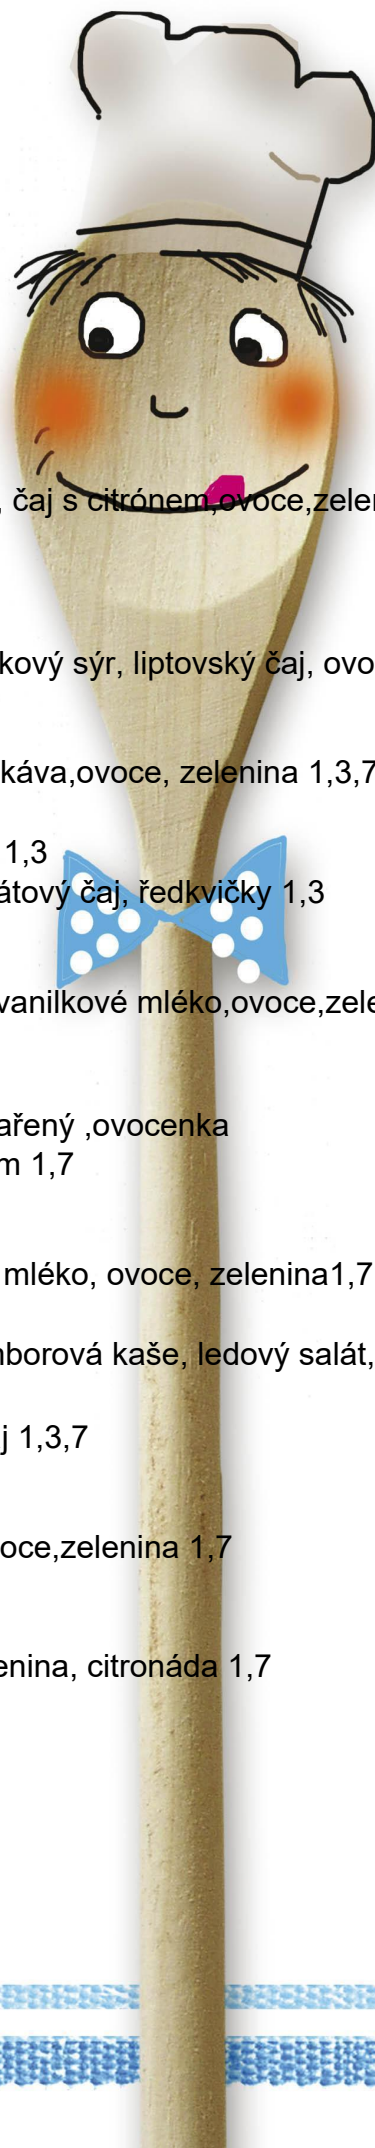 , čaj s citrónem,ovoce,zele
kový sýr, liptovský čaj, ovo
káva,ovoce, zelenina 1,3,7
1,3
átový čaj, ředkvičky 1,3
vanilkové mléko,ovoce,zele
ařený ,ovocenka
m 1,7
mléko, ovoce, zelenina1,7
mborová kaše, ledový salát,
j 1,3,7
oce,zelenina 1,7
enina, citronáda 1,7